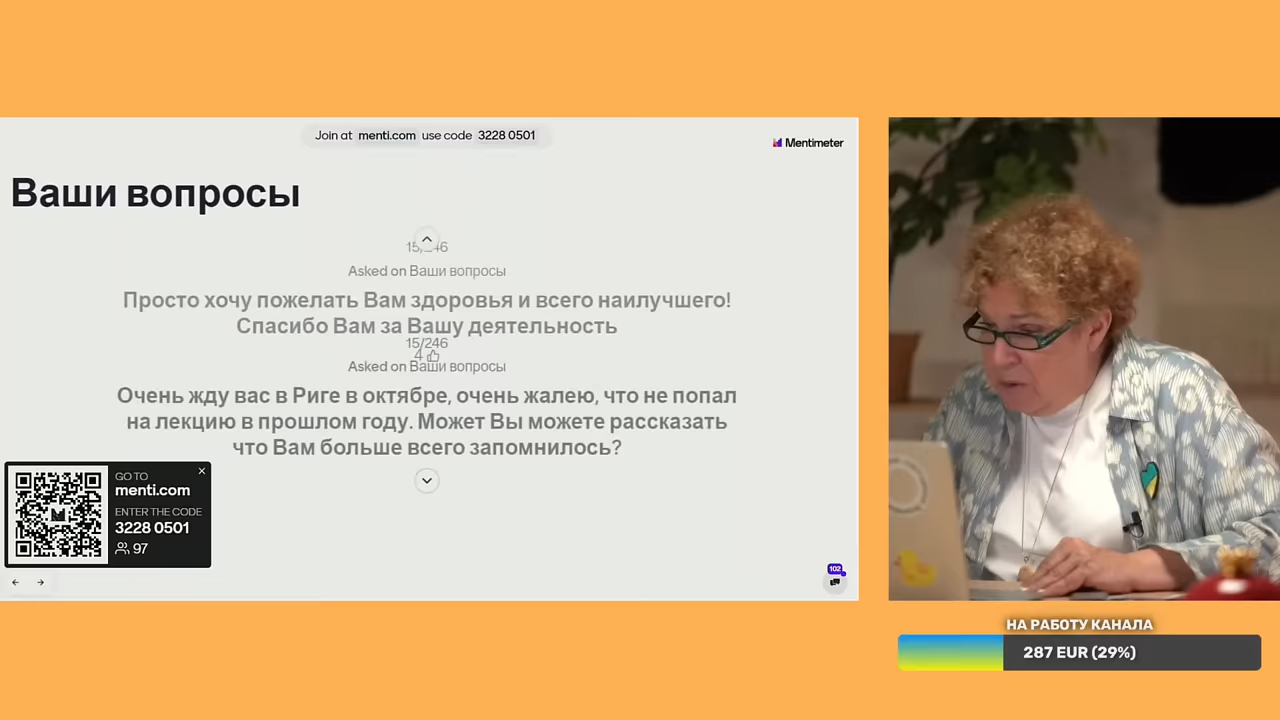 Join at menti.com use code 3228 0501
Mentimeter
Ваши вопросы
Asked on Ваши вопросы
Просто хочу пожелать Вам здоровья и всего наилучшего!
Спасибо Вам за Вашу деятельность
15/246
4
Asked on Ваши вопросы
Очень жду вас в Риге в октябре, очень жалею, что не попал
на лекцию в прошлом году. Может Вы можете рассказать
что Вам больше всего запомнилось?
GO TO
menti.com
ENTER THE CODE
3228 0501
97
102
НА РАБОТУ КАНАЛА
287 EUR (29%)